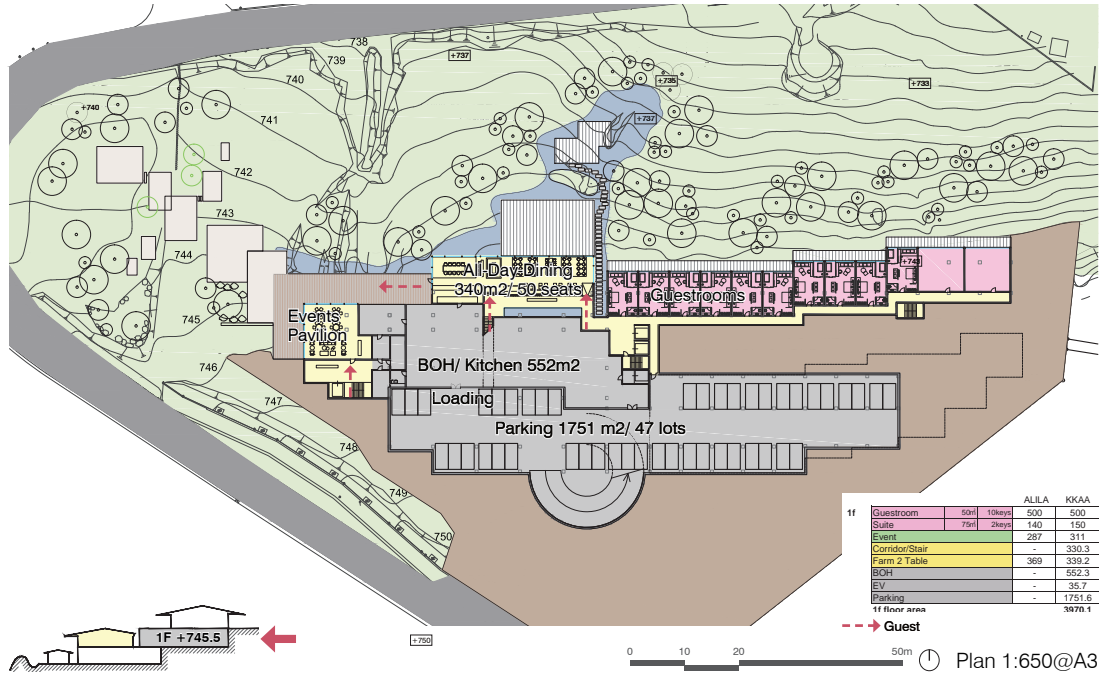 738
739
740
741
742
743
744
745
746
747
748
749
750
+737
+735
+733
+740
+737
+743
All Day Dining
340m2/ 50 seats
Guestrooms
Events
Pavilion
BOH/ Kitchen 552m2
Loading
Parking 1751 m2/ 47 lots
ALILA KKAA
1f Guestroom 50㎡ 10keys 500 500
Suite 75㎡ 2keys 140 150
Event 287 311
Corridor/Stair - 330.3
Farm 2 Table 369 339.2
BOH - 552.3
EV - 35.7
Parking - 1751.6
1f floor area 3970.1
Guest
1F +745.5
+750
0 10 20 50m
Plan 1:650@A3